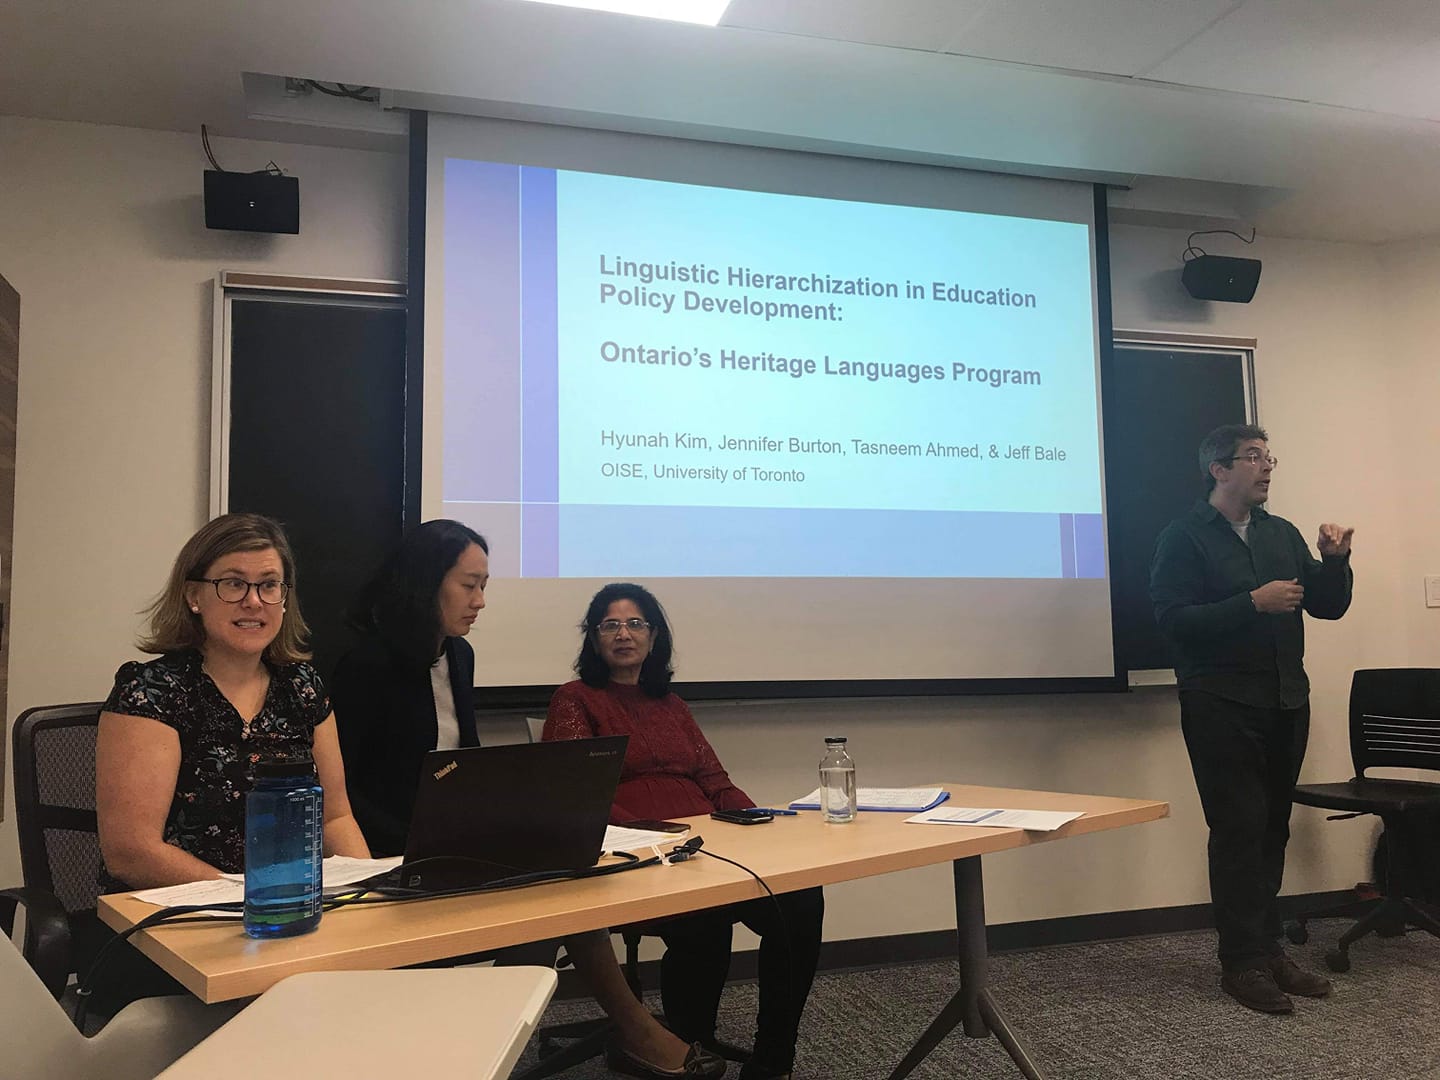 Linguistic Hierarchization in Education
Policy Development:
Ontario's Heritage Languages Program
Hyunah Kim, Jennifer Burton, Tasneem Ahmed, & Jeff Bale
OISE, University of Toronto
ThinkPad